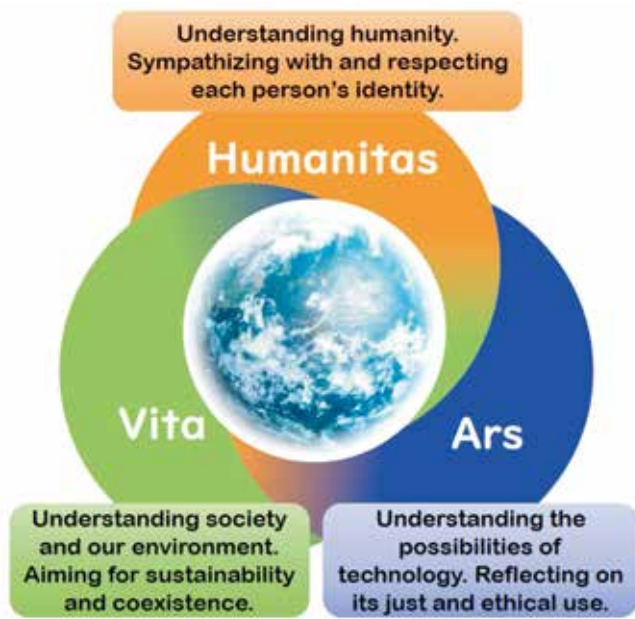 Understanding humanity.
Sympathizing with and respecting
each person's identity.
Humanitas
Vita
Ars
Understanding society
and our environment.
Aiming for sustainability
and coexistence.
Understanding the
possibilities of
technology. Reflecting on
its just and ethical use.